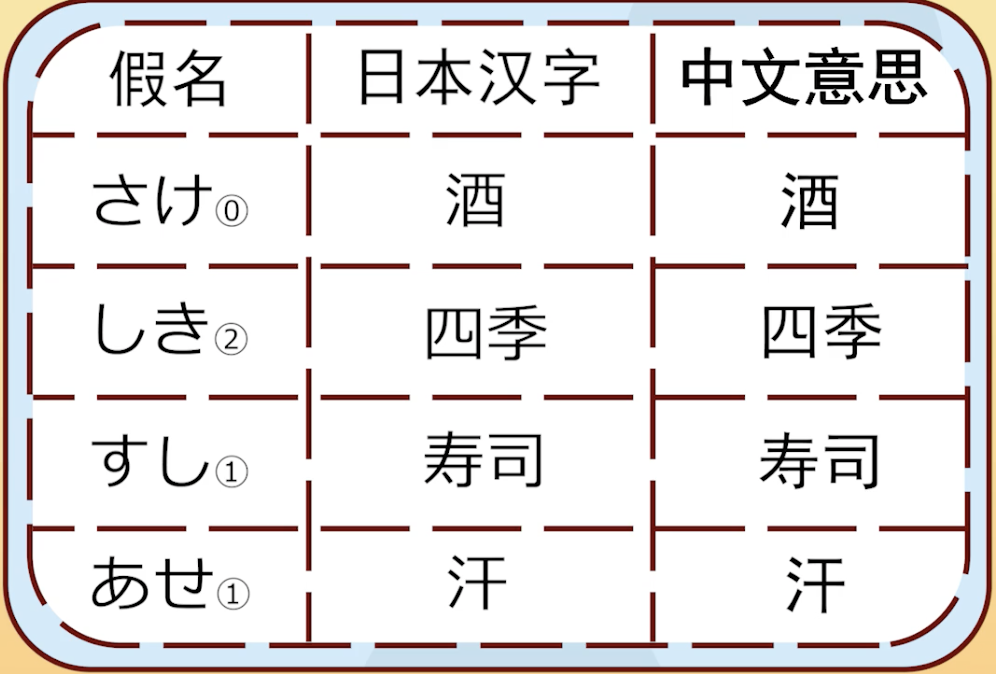 假名 日本汉字 中文意思
さけ⓪ 酒 酒
しき② 四季 四季
すし① 寿司 寿司
あせ① 汗 汗